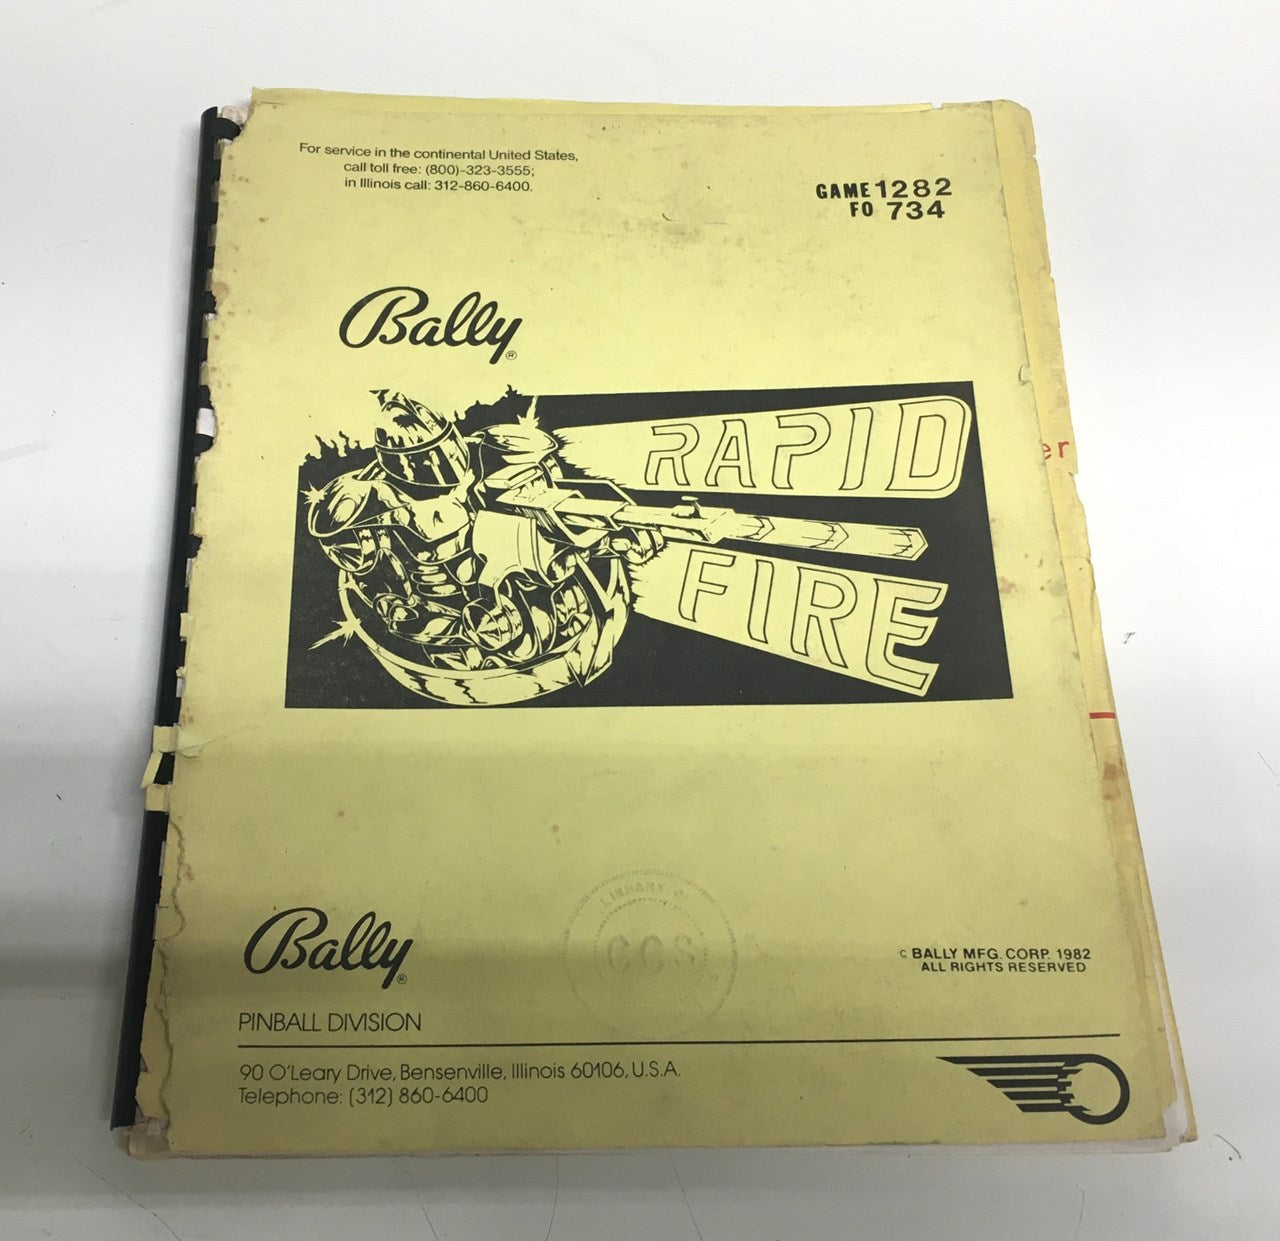 For service in the continental United States,
call toll free: (800)-323-3555;
in Illinois call: 312-860-6400.
GAME 1282
FO 734
Bally®
RAPID
FIRE
er
CCS
Bally®
© BALLY MFG. CORP. 1982
ALL RIGHTS RESERVED
PINBALL DIVISION
90 O'Leary Drive, Bensenville, Illinois 60106, U.S.A.
Telephone: (312) 860-6400